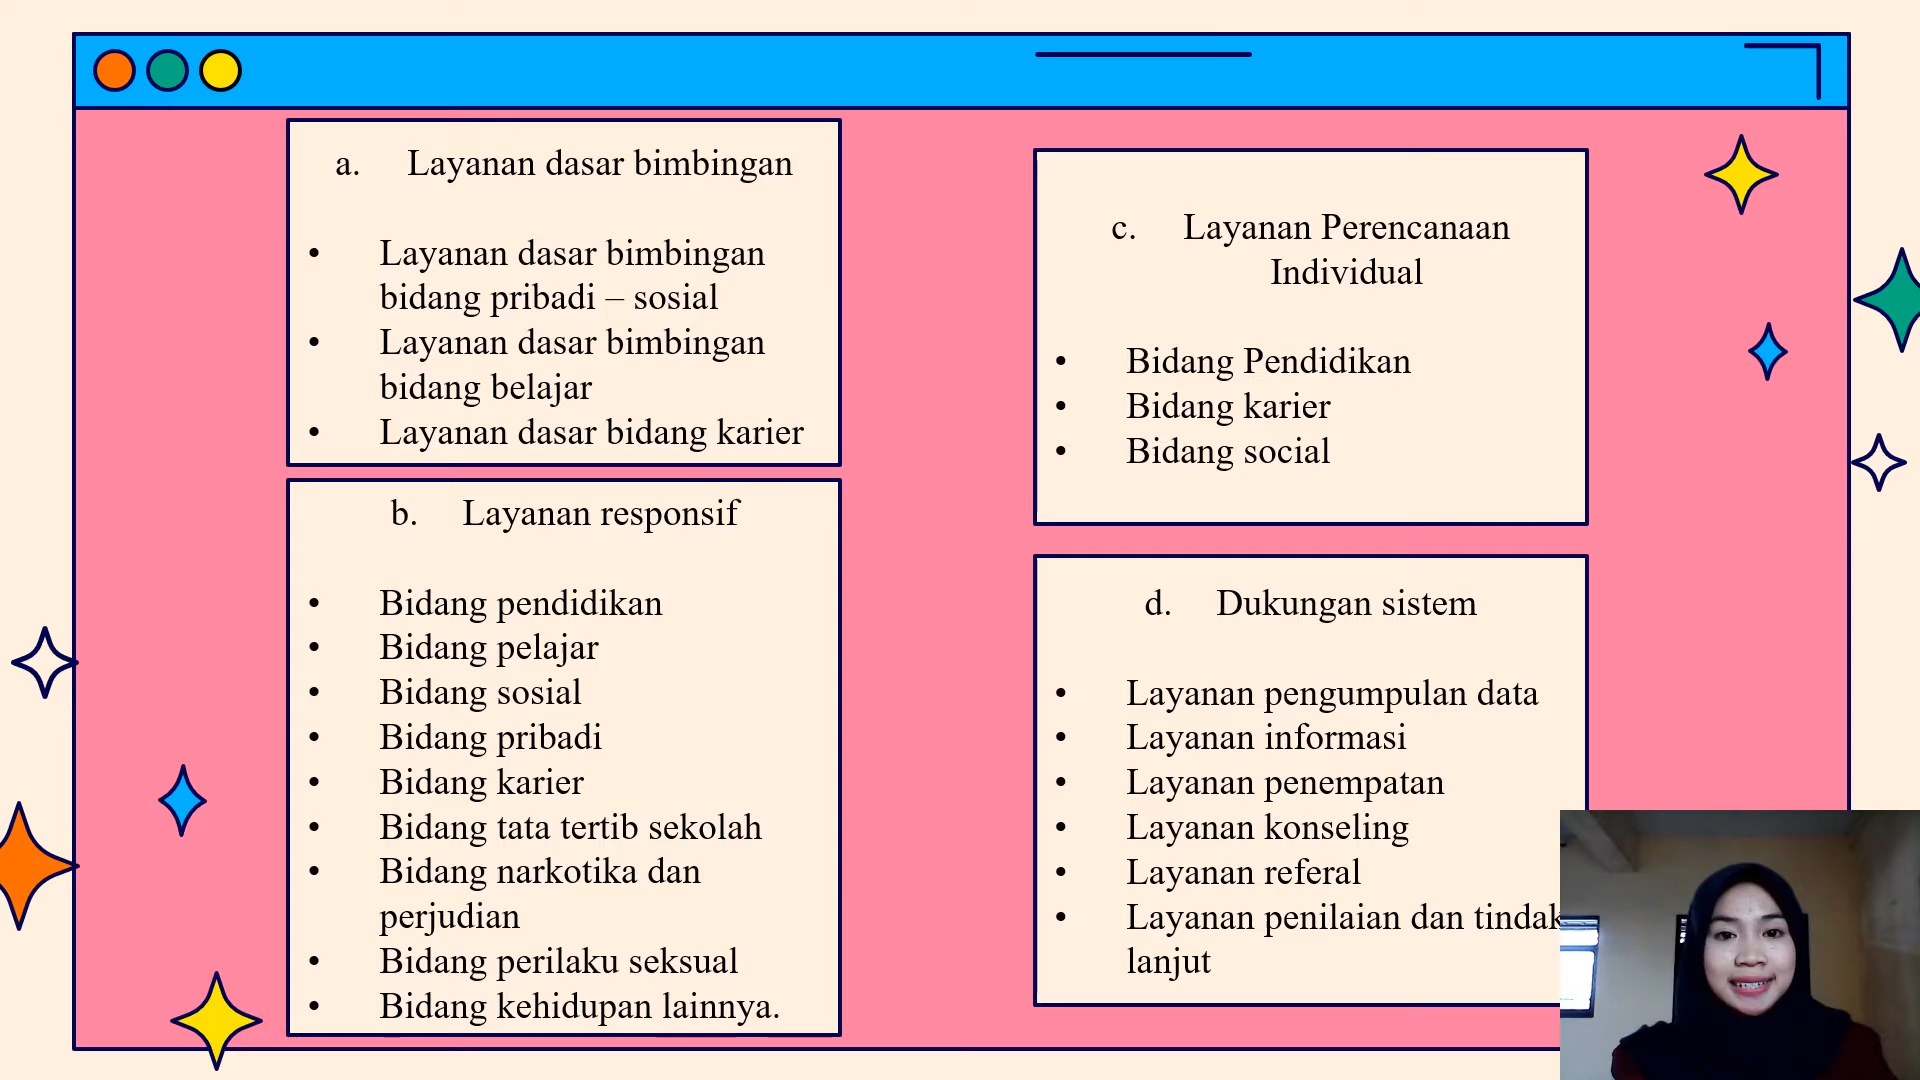 a. Layanan dasar bimbingan
• Layanan dasar bimbingan
bidang pribadi – sosial
• Layanan dasar bimbingan
bidang belajar
• Layanan dasar bidang karier
b. Layanan responsif
• Bidang pendidikan
• Bidang pelajar
• Bidang sosial
• Bidang pribadi
• Bidang karier
• Bidang tata tertib sekolah
• Bidang narkotika dan
perjudian
• Bidang perilaku seksual
• Bidang kehidupan lainnya.
c. Layanan Perencanaan
Individual
• Bidang Pendidikan
• Bidang karier
• Bidang social
d. Dukungan sistem
• Layanan pengumpulan data
• Layanan informasi
• Layanan penempatan
• Layanan konseling
• Layanan referal
• Layanan penilaian dan tindak
lanjut